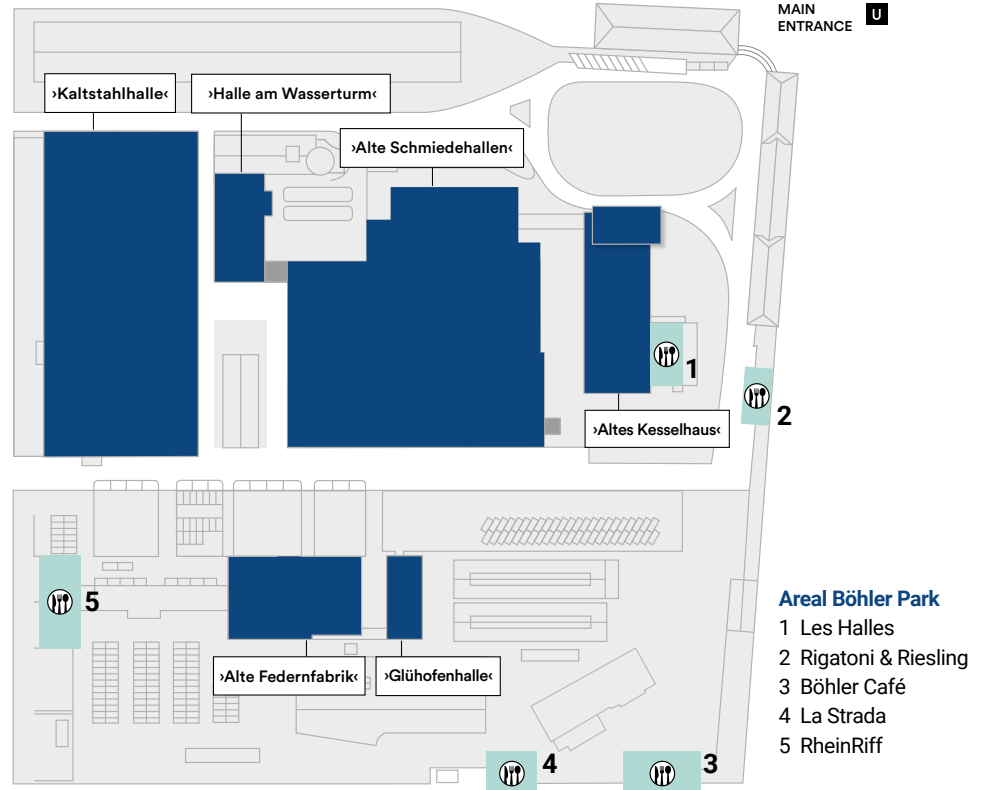 MAIN
ENTRANCE
U
›Kaltstahlhalle‹
›Halle am Wasserturm‹
›Alte Schmiedehallen‹
1
›Altes Kesselhaus‹
2
5
›Alte Federnfabrik‹
›Glühofenhalle‹
4
3
Areal Böhler Park
1 Les Halles
2 Rigatoni & Riesling
3 Böhler Café
4 La Strada
5 RheinRiff